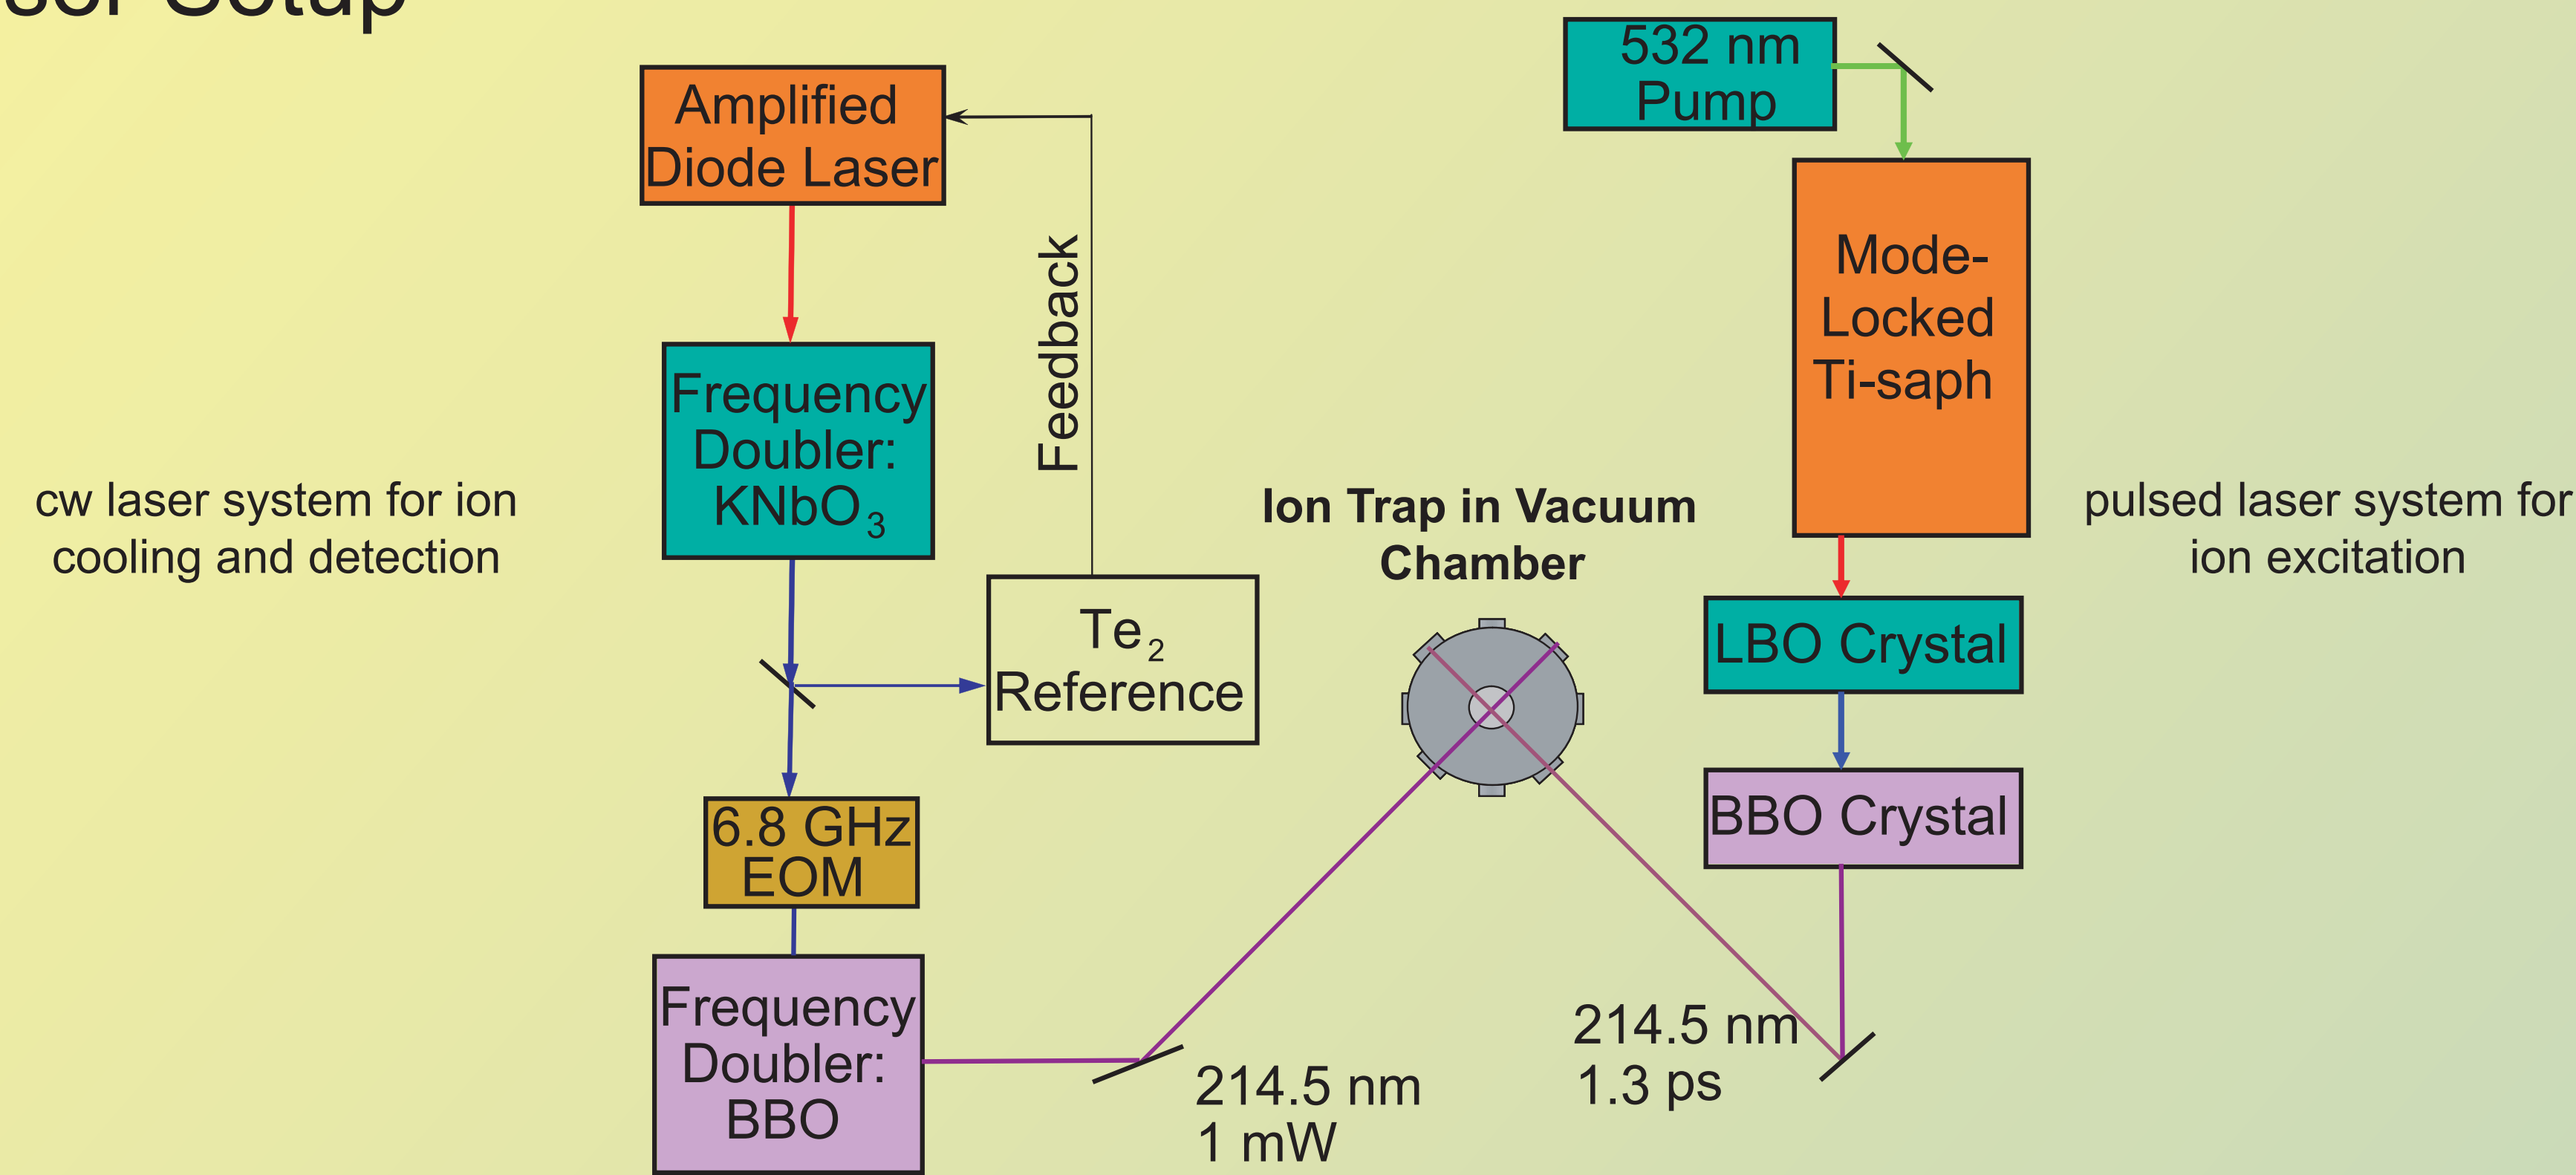 Setup
532 nm
Pump
Amplified
Diode Laser
Feedback
Mode-
Locked
Ti-saph
Frequency
Doubler:
KNbO3
cw laser system for ion
cooling and detection
Ion Trap in Vacuum
Chamber
pulsed laser system for
ion excitation
Te2
Reference
LBO Crystal
BBO Crystal
6.8 GHz
EOM
Frequency
Doubler:
BBO
214.5 nm
1 mW
214.5 nm
1.3 ps